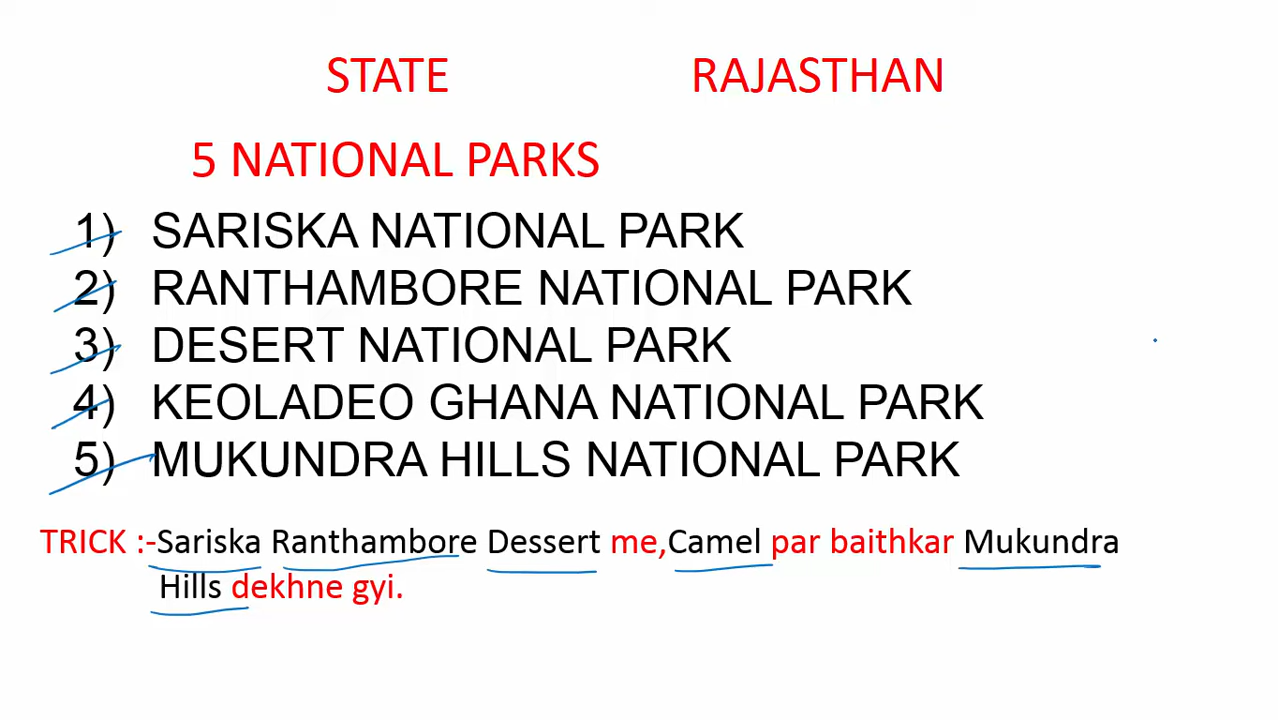 STATE RAJASTHAN
5 NATIONAL PARKS
1) SARISKA NATIONAL PARK
2) RANTHAMBORE NATIONAL PARK
3) DESERT NATIONAL PARK
4) KEOLADEO GHANA NATIONAL PARK
5) MUKUNDRA HILLS NATIONAL PARK
TRICK :-Sariska Ranthambore Dessert me,Camel par baithkar Mukundra
Hills dekhne gyi.